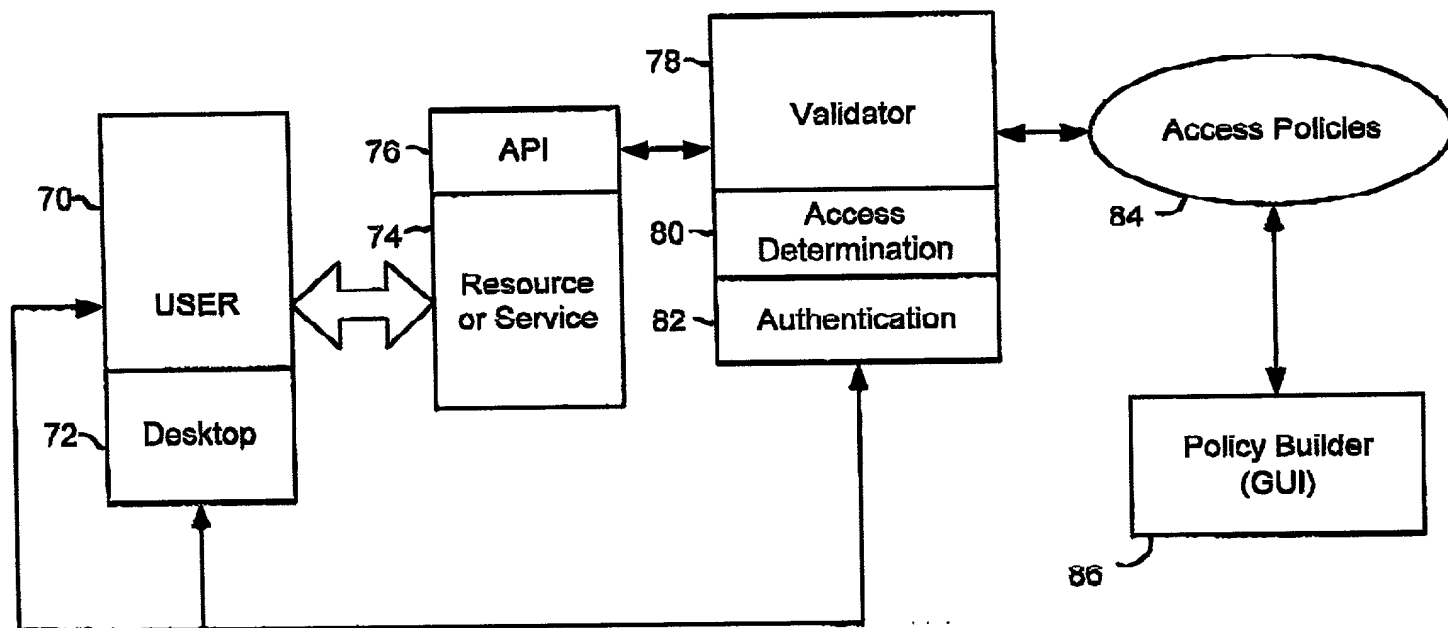 70
USER
72
Desktop
76
API
74
Resource
or Service
78
Validator
80
Access
Determination
82
Authentication
Access Policies
84
Policy Builder
(GUI)
86